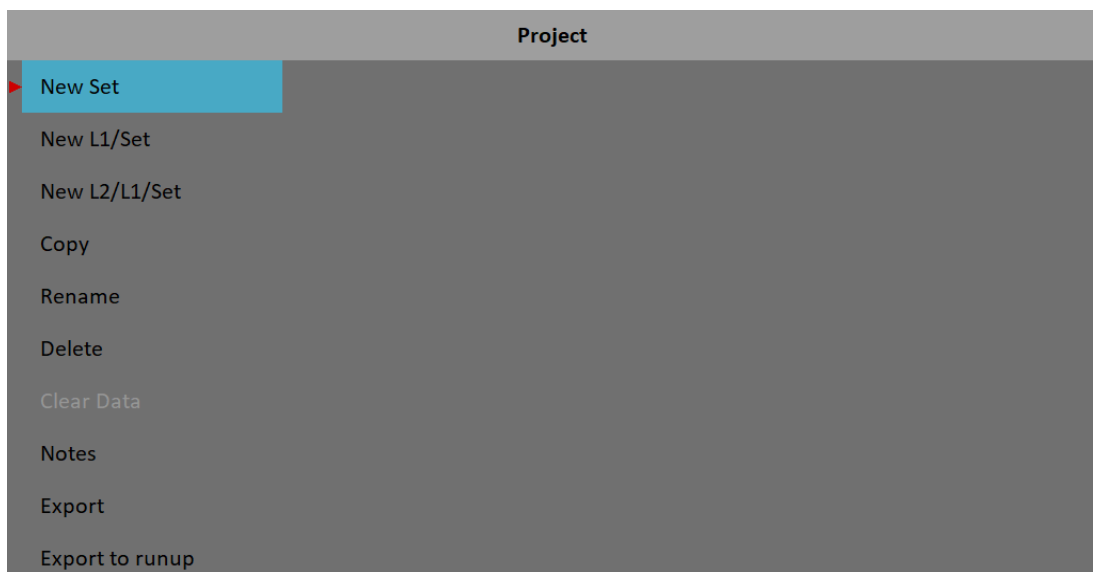 Project
New Set
New L1/Set
New L2/L1/Set
Copy
Rename
Delete
Clear Data
Notes
Export
Export to runup